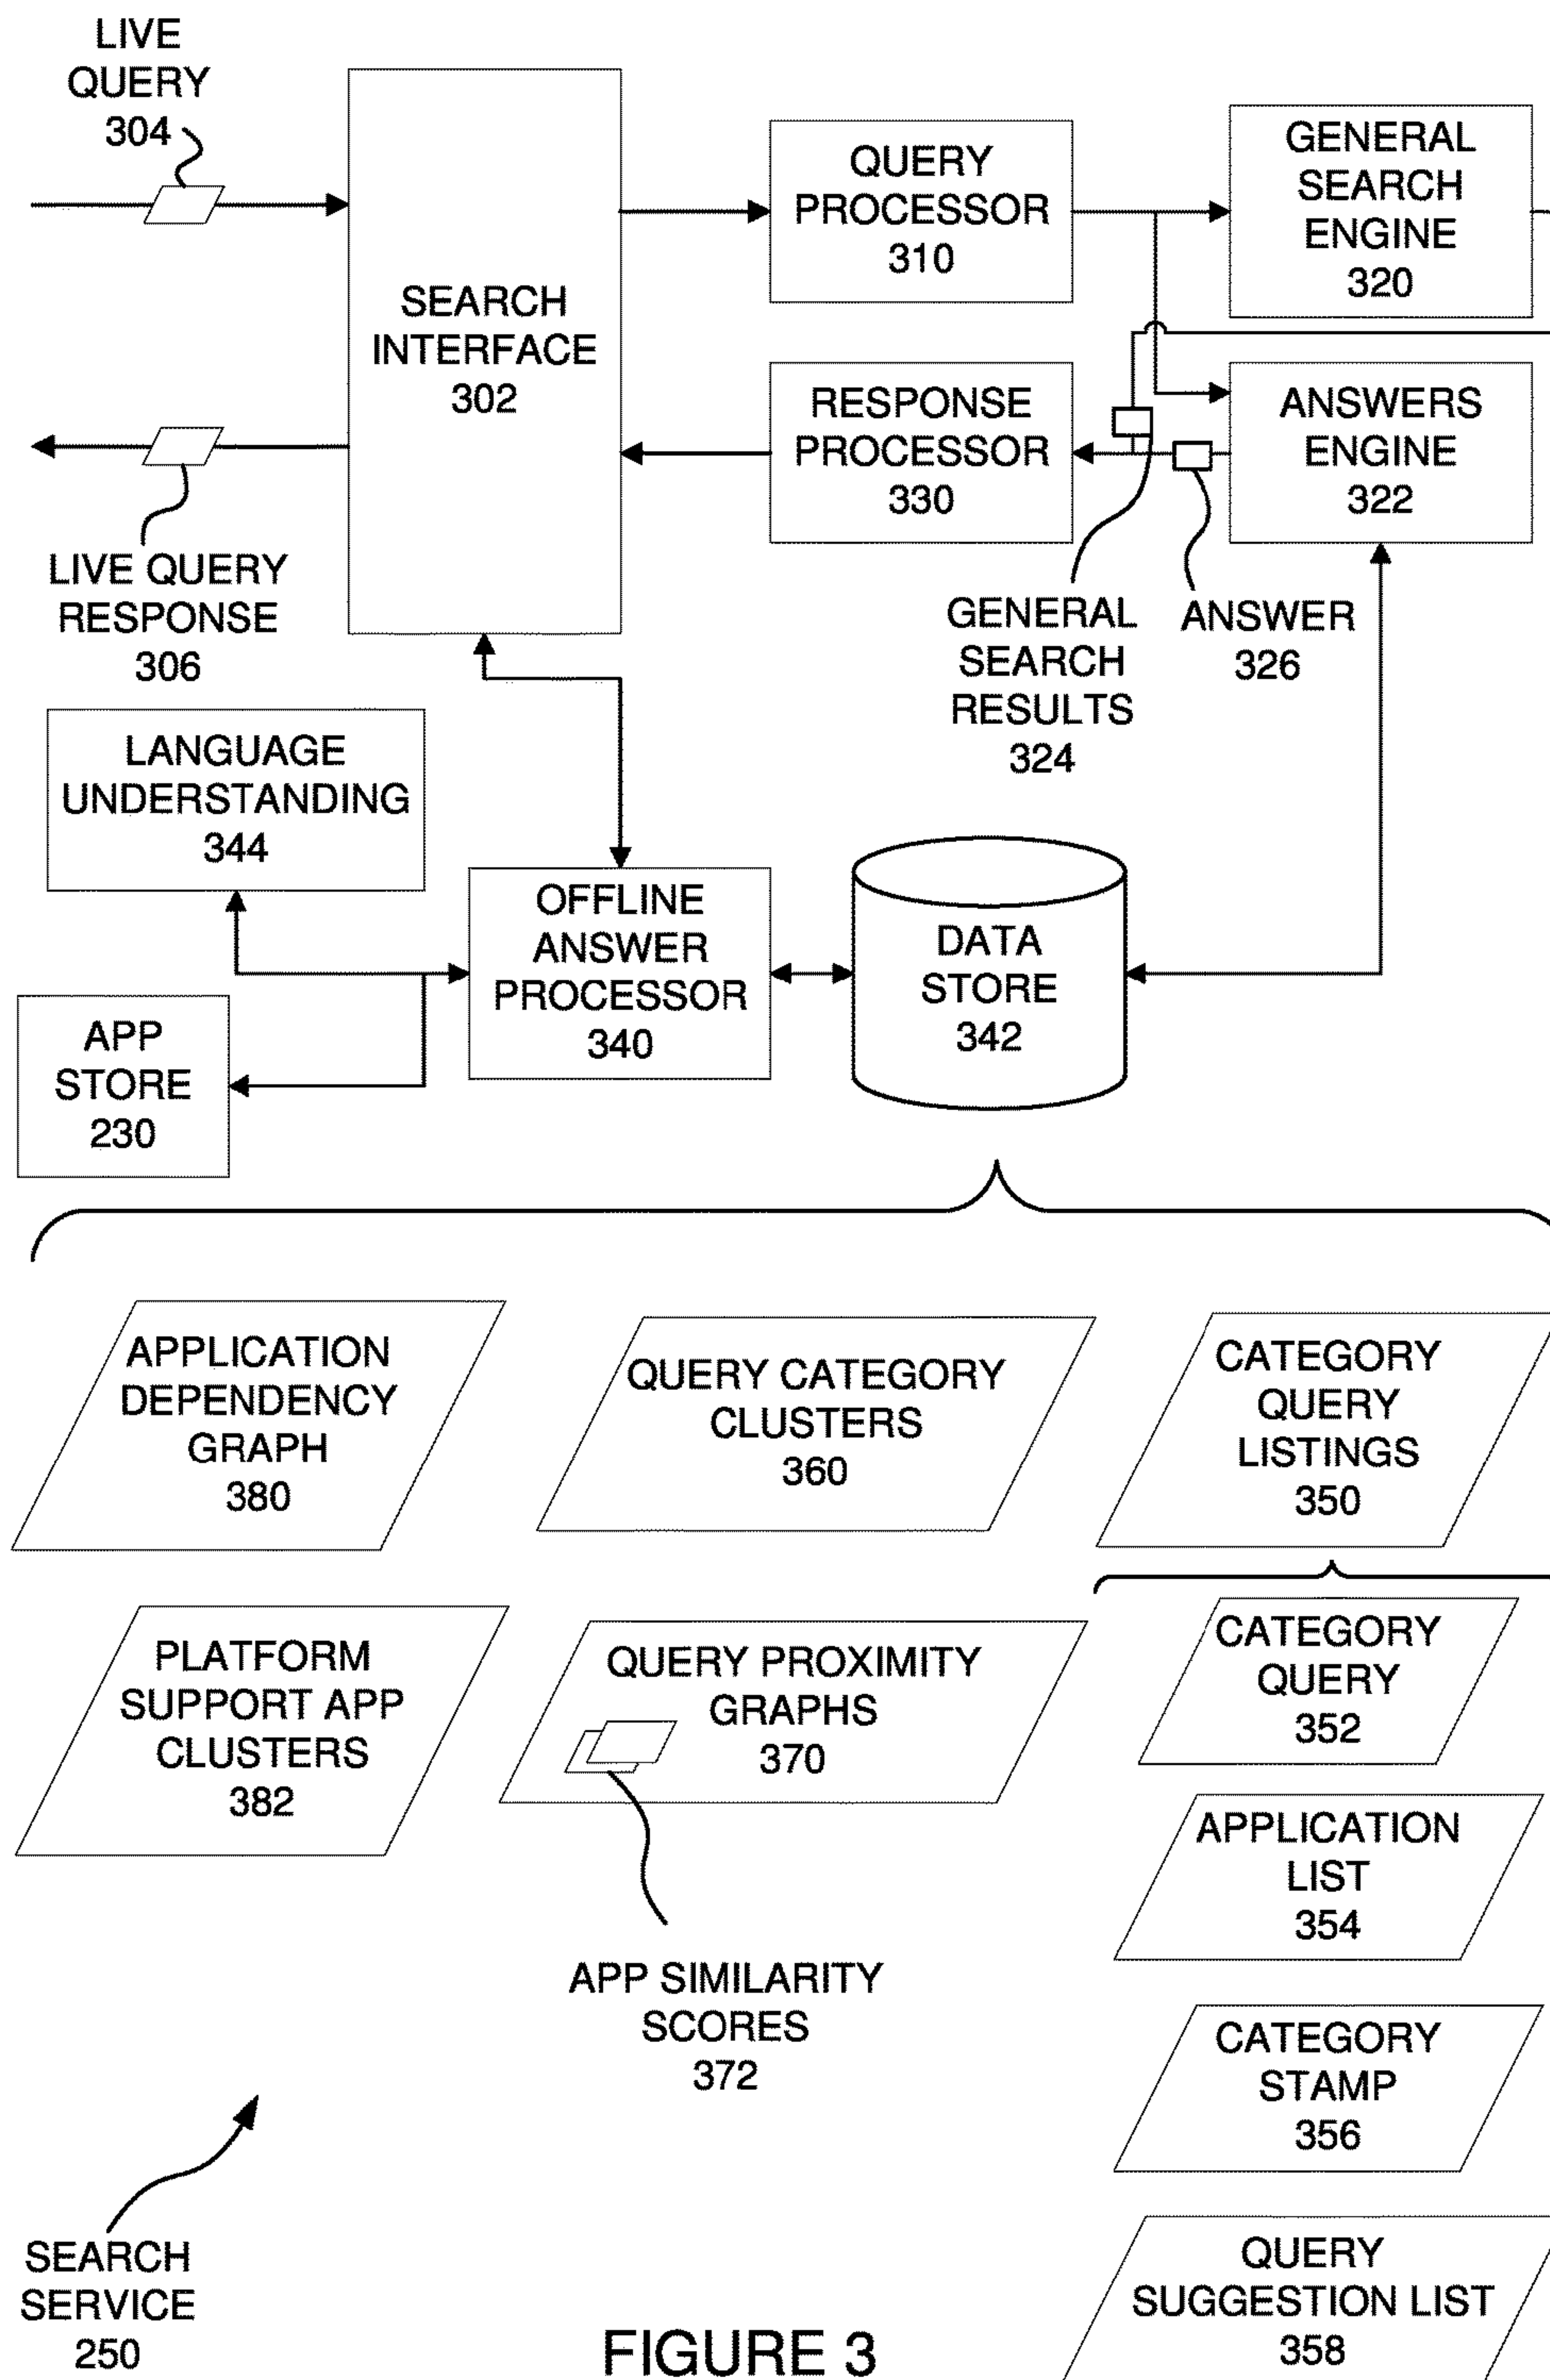 LIVE
QUERY
304
SEARCH
INTERFACE
302
QUERY
PROCESSOR
310
GENERAL
SEARCH
ENGINE
320
RESPONSE
PROCESSOR
330
ANSWERS
ENGINE
322
LIVE QUERY
RESPONSE
306
GENERAL
SEARCH
RESULTS
324
ANSWER
326
LANGUAGE
UNDERSTANDING
344
OFFLINE
ANSWER
PROCESSOR
340
DATA
STORE
342
APP
STORE
230
APPLICATION
DEPENDENCY
GRAPH
380
QUERY CATEGORY
CLUSTERS
360
CATEGORY
QUERY
LISTINGS
350
PLATFORM
SUPPORT APP
CLUSTERS
382
QUERY PROXIMITY
GRAPHS
370
CATEGORY
QUERY
352
APPLICATION
LIST
354
APP SIMILARITY
SCORES
372
CATEGORY
STAMP
356
SEARCH
SERVICE
250
QUERY
SUGGESTION LIST
358
FIGURE 3